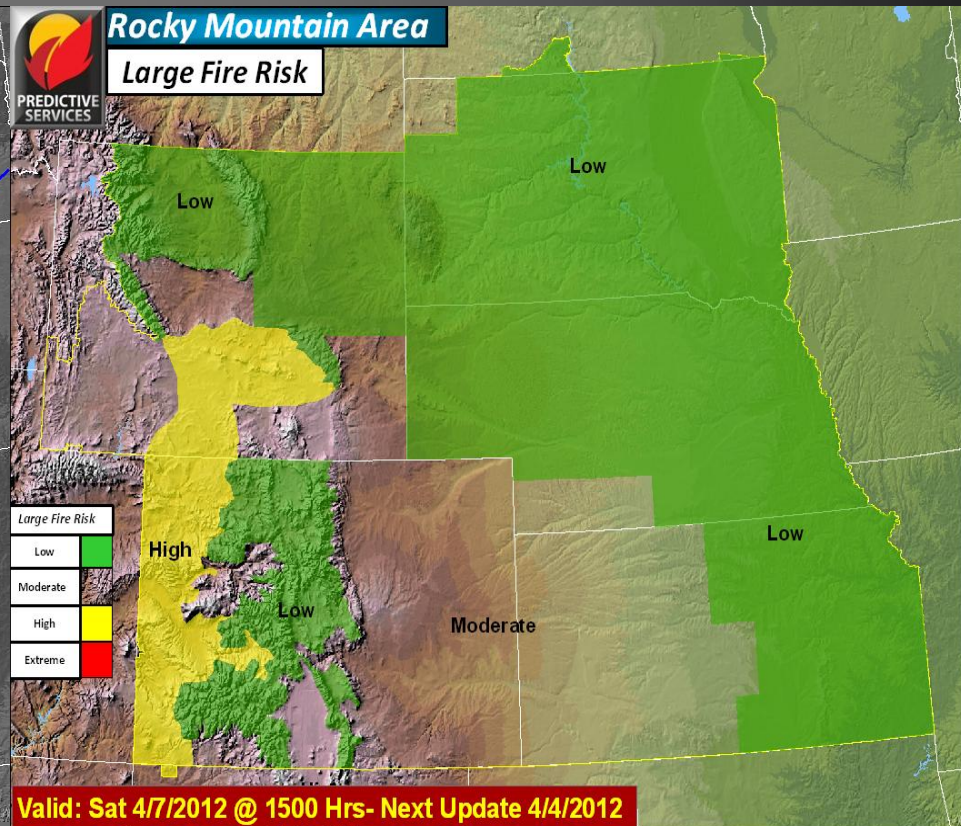 Rocky Mountain Area
Large Fire Risk
PREDICTIVE
SERVICES
Low
Low
Large Fire Risk
Low
Moderate
High
Extreme
High
Low
Low
Moderate
Valid: Sat 4/7/2012 @ 1500 Hrs- Next Update 4/4/2012